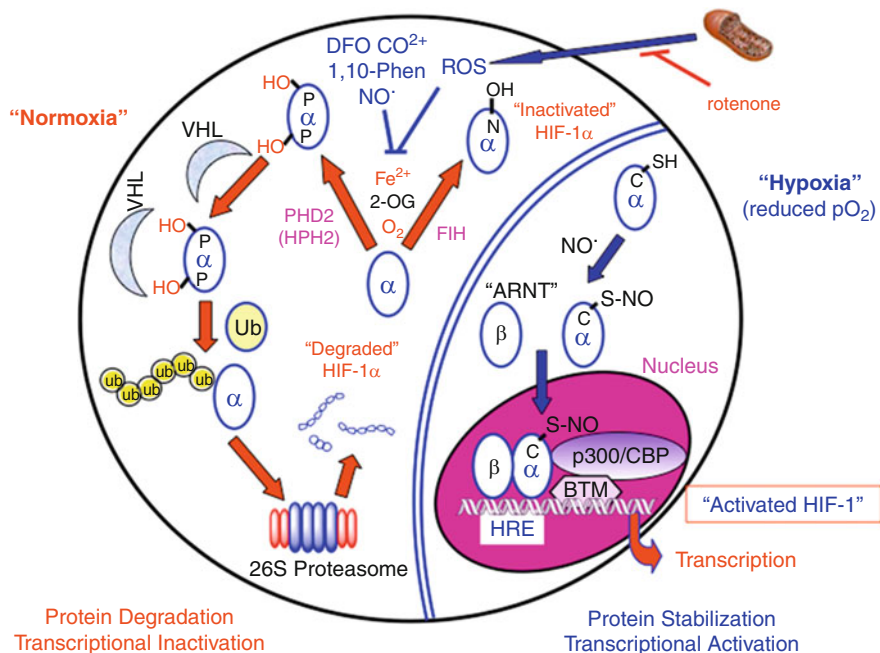 DFO CO²⁺
1,10-Phen
NO˙
ROS
rotenone
"Normoxia"
HO
P
α
P
HO
OH
N
α
"Inactivated"
HIF-1α
VHL
VHL
Fe²⁺
2-OG
O₂
PHD2
(HPH2)
FIH
α
HO
P
α
P
HO
Ub
ub
ub
ub
ub
ub
ub
α
"Degraded"
HIF-1α
26S Proteasome
"Hypoxia"
(reduced pO₂)
SH
C
α
NO˙
"ARNT"
β
S-NO
C
α
Nucleus
S-NO
β
C
α
p300/CBP
BTM
HRE
"Activated HIF-1"
Transcription
Protein Degradation
Transcriptional Inactivation
Protein Stabilization
Transcriptional Activation